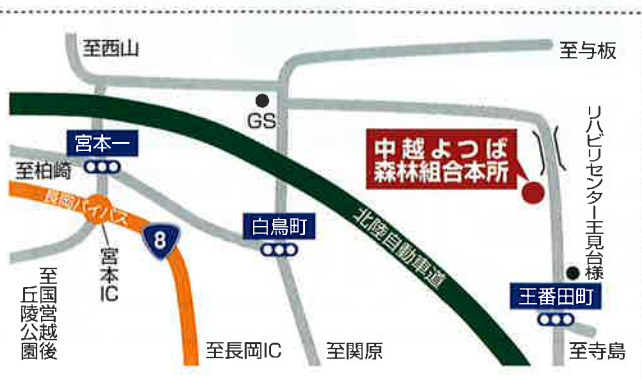 至西山
至与板
GS
リハビリセンター王見台様
宮本一
中越よつば
森林組合本所
至柏崎
長岡バイパス
白鳥町
北陸自動車道
8
宮本IC
至国営越後
丘陵公園
王番田町
至長岡IC
至関原
至寺島